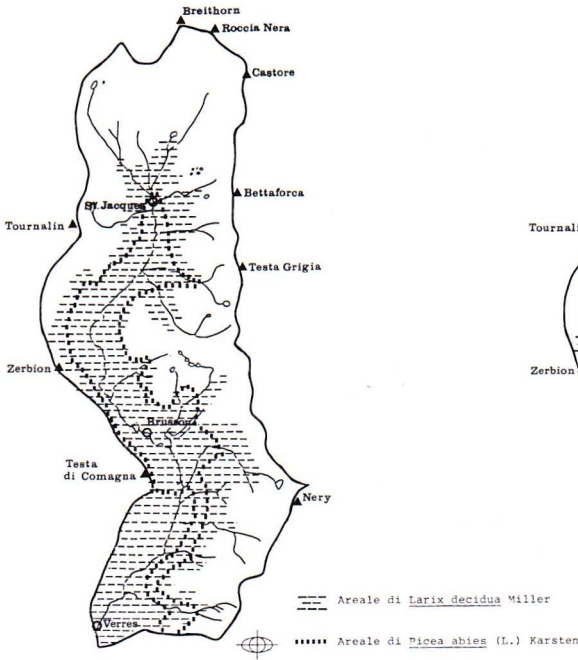 Breithorn
Roccia Nera
Castore
St. Jacques
Bettaforca
Tournalin
Testa Grigia
Zerbion
Brusson
Testa
di Comagna
Nery
Verres
Areale di Larix decidua Miller
Areale di Picea abies (L.) Karsten
Tournali
Zerbion